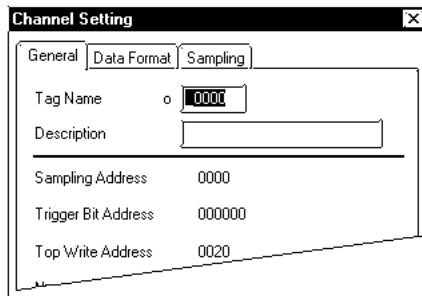 Channel Setting
General Data Format Sampling
Tag Name o 0000
Description
Sampling Address 0000
Trigger Bit Address 000000
Top Write Address 0020